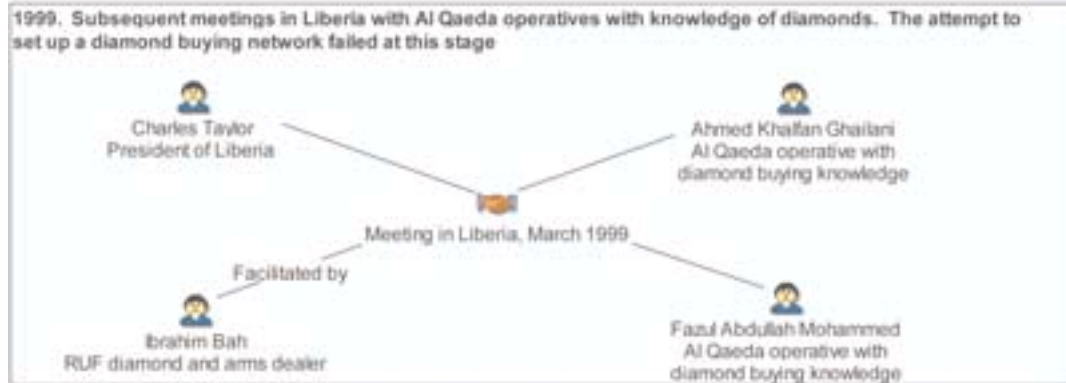 1999. Subsequent meetings in Liberia with Al Qaeda operatives with knowledge of diamonds. The attempt to
set up a diamond buying network failed at this stage
Charles Taylor
President of Liberia
Ahmed Khalfan Ghailani
Al Qaeda operative with
diamond buying knowledge
Meeting in Liberia, March 1999
Facilitated by
Ibrahim Bah
RUF diamond and arms dealer
Fazul Abdullah Mohammed
Al Qaeda operative with
diamond buying knowledge